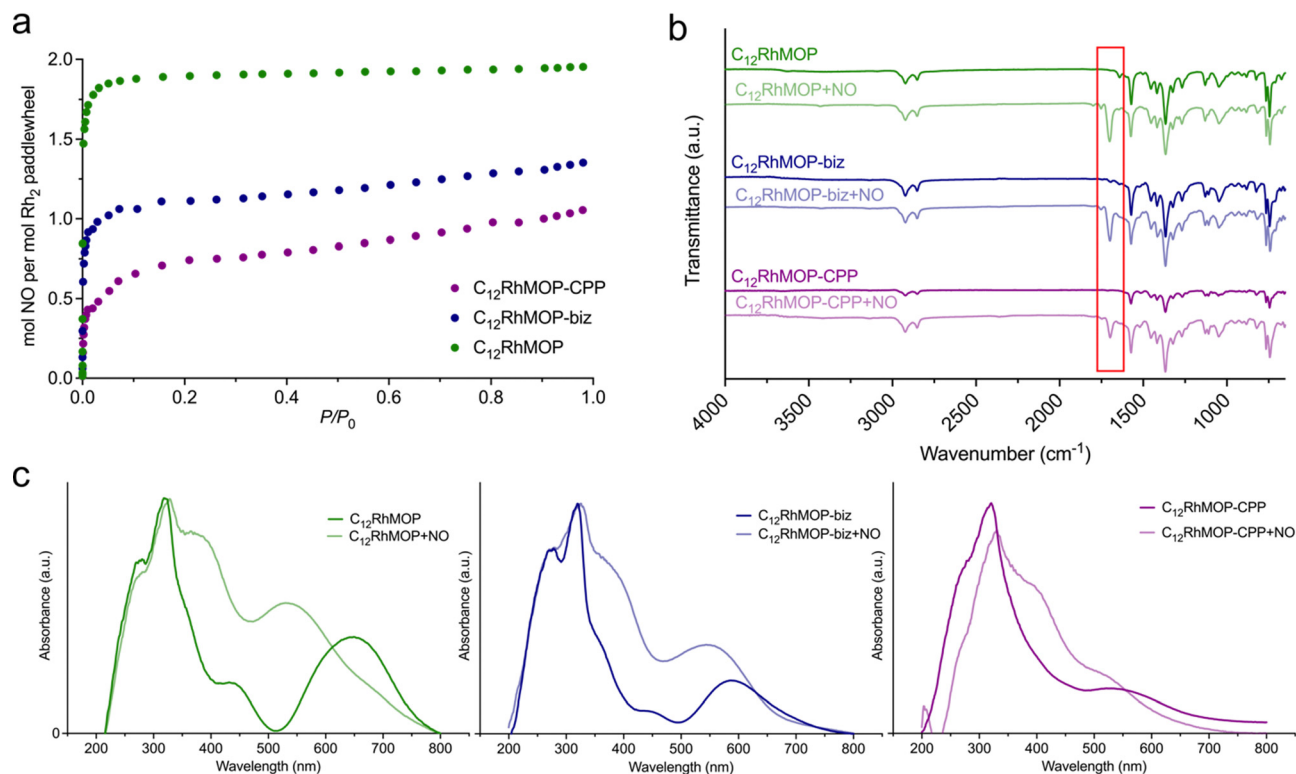 a
mol NO per mol Rh₂ paddlewheel
2.0
1.5
1.0
0.5
0.0
0.0
0.2
0.4
0.6
0.8
1.0
P/P₀
C₁₂RhMOP-CPP
C₁₂RhMOP-biz
C₁₂RhMOP
b
Transmittance (a.u.)
C₁₂RhMOP
C₁₂RhMOP+NO
C₁₂RhMOP-biz
C₁₂RhMOP-biz+NO
C₁₂RhMOP-CPP
C₁₂RhMOP-CPP+NO
4000
3500
3000
2500
2000
1500
1000
Wavenumber (cm⁻¹)
c
Absorbance (a.u.)
0
C₁₂RhMOP
C₁₂RhMOP+NO
200
300
400
500
600
700
800
Wavelength (nm)
Absorbance (a.u.)
C₁₂RhMOP-biz
C₁₂RhMOP-biz+NO
200
300
400
500
600
700
800
Wavelength (nm)
Absorbance (a.u.)
C₁₂RhMOP-CPP
C₁₂RhMOP-CPP+NO
200
300
400
500
600
700
800
Wavelength (nm)